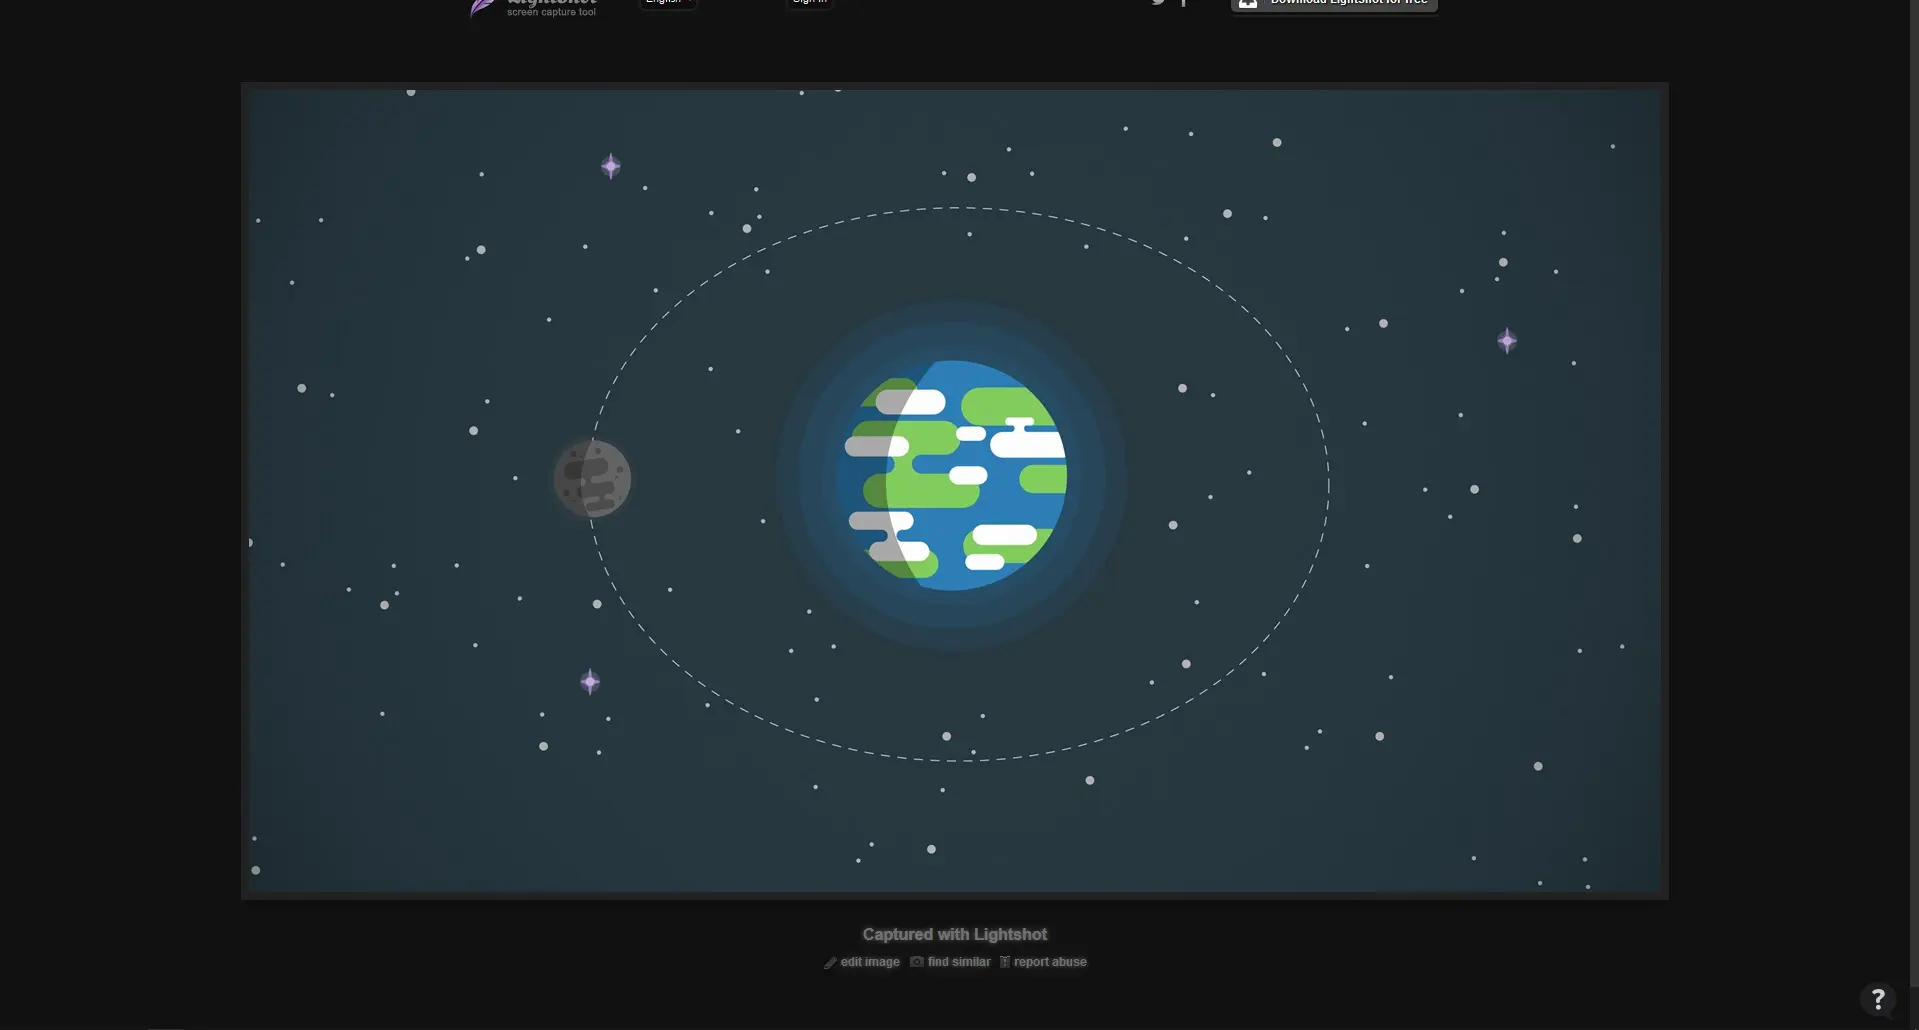 Lightshot
screen capture tool
English
Sign in
Download Lightshot for free
Captured with Lightshot
edit image
find similar
report abuse
?